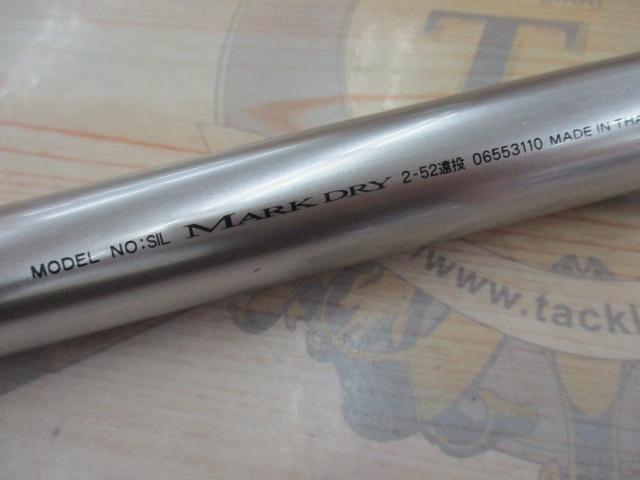 MODEL NO:SIL MARK DRY 2-52遠投 06553110 MADE IN THA
www.tackl
T